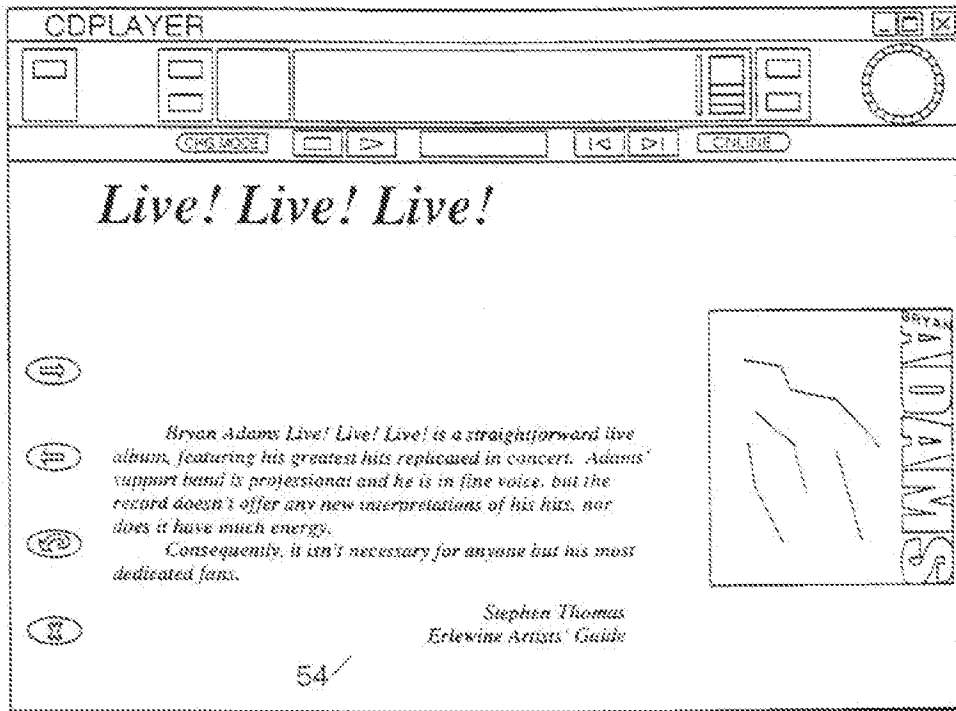 CDPLAYER
CMG MODE
ONLINE
Live! Live! Live!
BRYAN
ADAMS
Bryan Adams Live! Live! Live! is a straightforward live
album, featuring his greatest hits replicated in concert. Adams'
support band is professional and he is in fine voice, but the
record doesn't offer any new interpretations of his hits, nor
does it have much energy.
Consequently, it isn't necessary for anyone but his most
dedicated fans.
Stephen Thomas
Erlewine Artists' Guide
54